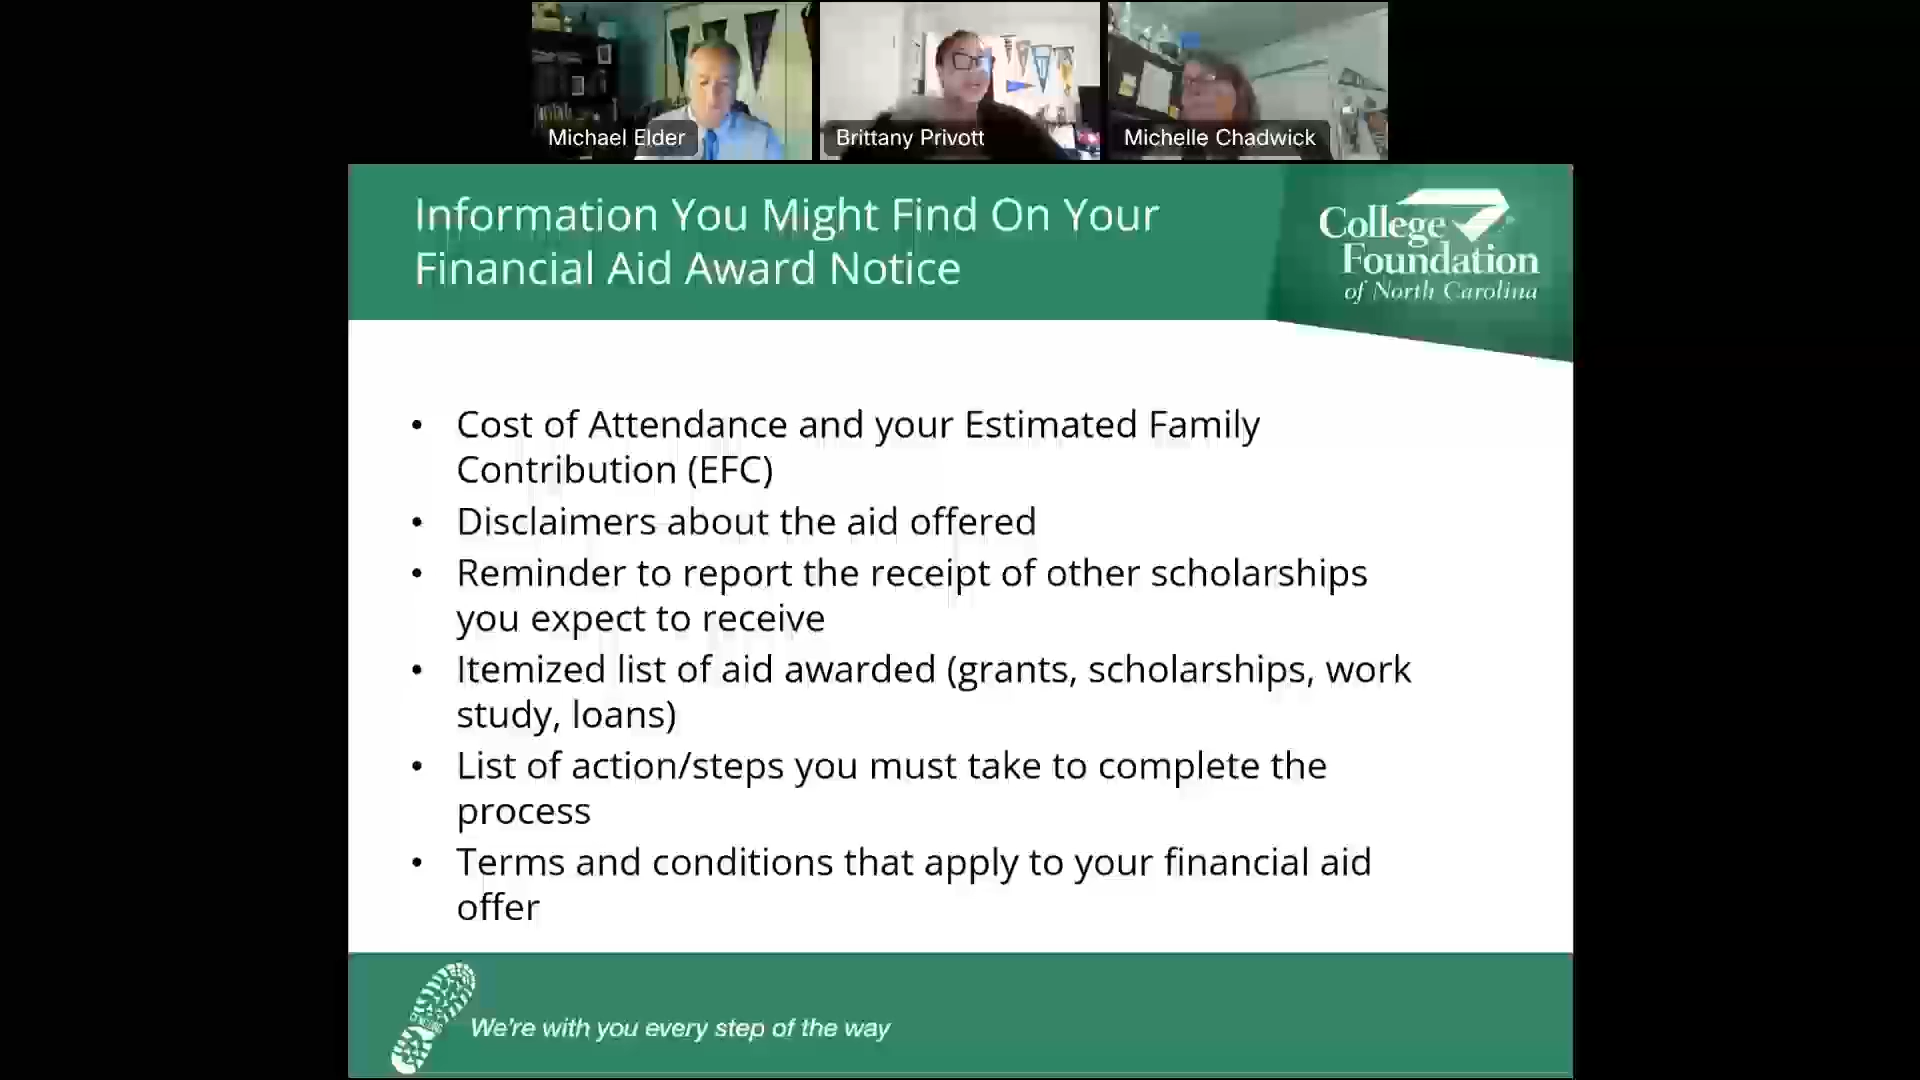 Michael Elder
Brittany Privott
Michelle Chadwick
Information You Might Find On Your
Financial Aid Award Notice
College
Foundation
of North Carolina
• Cost of Attendance and your Estimated Family
Contribution (EFC)
• Disclaimers about the aid offered
• Reminder to report the receipt of other scholarships
you expect to receive
• Itemized list of aid awarded (grants, scholarships, work
study, loans)
• List of action/steps you must take to complete the
process
• Terms and conditions that apply to your financial aid
offer
We're with you every step of the way